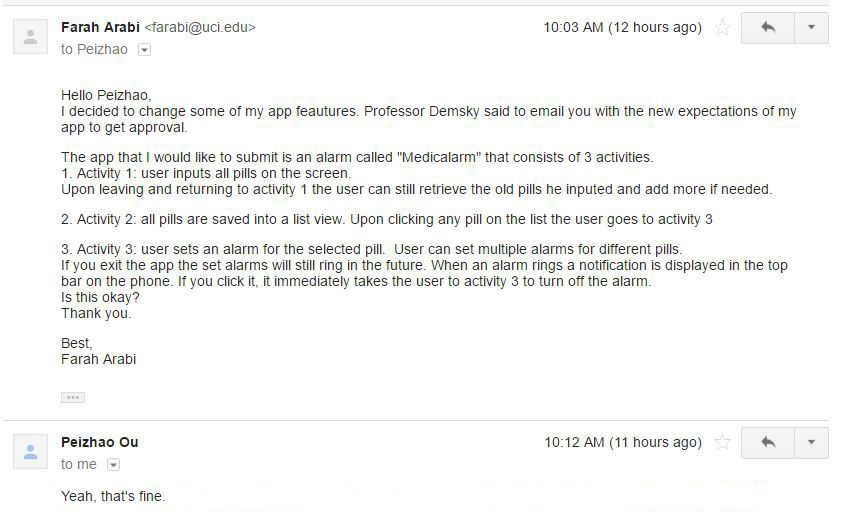 Farah Arabi <farabi@uci.edu> 10:03 AM (12 hours ago)
to Peizhao
Hello Peizhao,
I decided to change some of my app feautures. Professor Demsky said to email you with the new expectations of my
app to get approval.
The app that I would like to submit is an alarm called "Medicalarm" that consists of 3 activities.
1. Activity 1: user inputs all pills on the screen.
Upon leaving and returning to activity 1 the user can still retrieve the old pills he inputed and add more if needed.
2. Activity 2: all pills are saved into a list view. Upon clicking any pill on the list the user goes to activity 3
3. Activity 3: user sets an alarm for the selected pill. User can set multiple alarms for different pills.
If you exit the app the set alarms will still ring in the future. When an alarm rings a notification is displayed in the top
bar on the phone. If you click it, it immediately takes the user to activity 3 to turn off the alarm.
Is this okay?
Thank you.
Best,
Farah Arabi
Peizhao Ou 10:12 AM (11 hours ago)
to me
Yeah, that's fine.